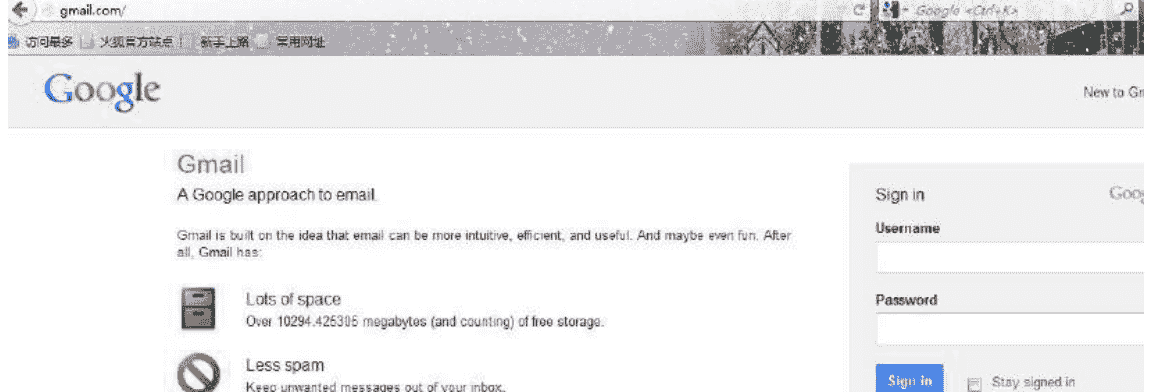 gmail.com/
Google <Ctrl+K>
访问最多 火狐官方站点 新手上路 常用网址
Google
New to Gm
Gmail
A Google approach to email.
Gmail is built on the idea that email can be more intuitive, efficient, and useful. And maybe even fun. After
all, Gmail has:
Sign in
Goog
Username
Lots of space
Over 10294.425305 megabytes (and counting) of free storage.
Password
Less spam
Keep unwanted messages out of your inbox.
Sign in
Stay signed in